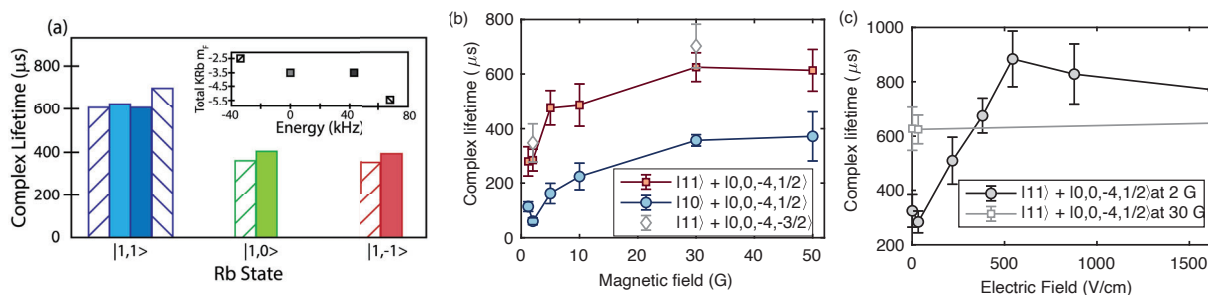 (a)
Complex Lifetime (μs)
800
600
400
200
0
Total KRb m_F
-2.5
-3.5
-4.5
-5.5
-40
0
40
80
Energy (kHz)
|1,1>
|1,0>
|1,-1>
Rb State
(b)
Complex lifetime (μs)
800
600
400
200
0
0
10
20
30
40
50
Magnetic field (G)
|11⟩ + |0,0,-4,1/2⟩
|10⟩ + |0,0,-4,1/2⟩
|11⟩ + |0,0,-4,-3/2⟩
(c)
Complex lifetime (μs)
1000
800
600
400
200
0
500
1000
1500
Electric Field (V/cm)
|11⟩ + |0,0,-4,1/2⟩at 2 G
|11⟩ + |0,0,-4,1/2⟩at 30 G